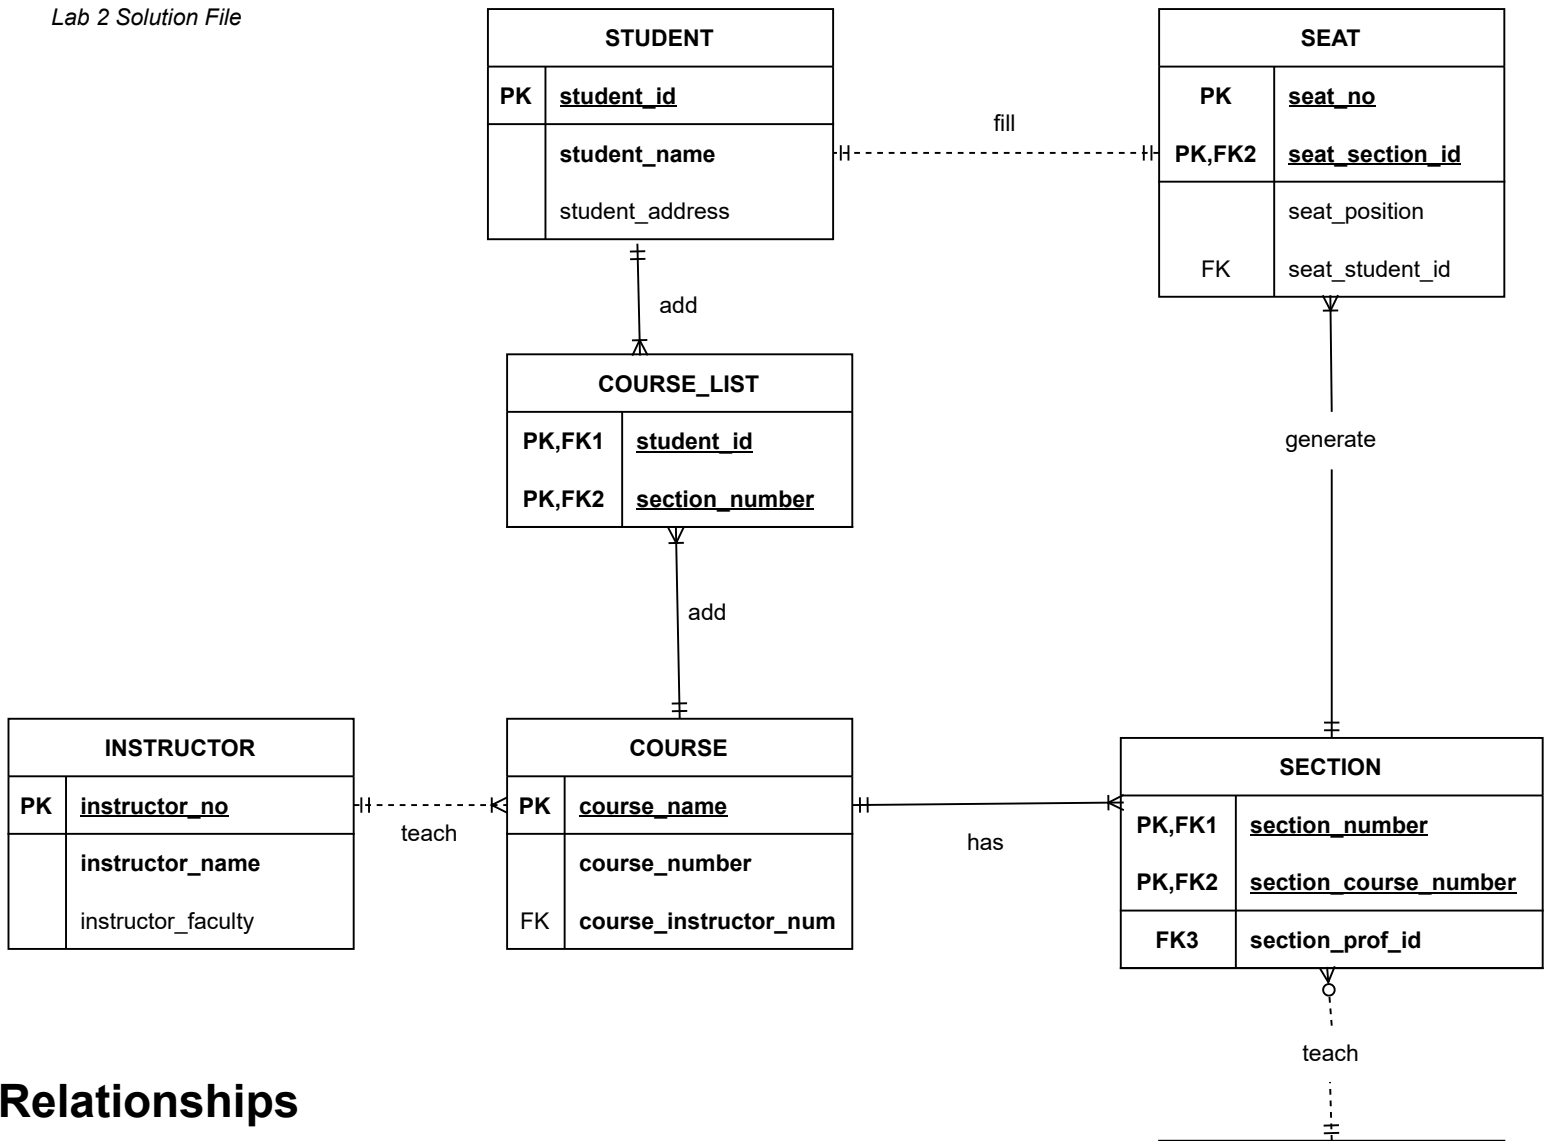 Lab 2 Solution File
STUDENT
PK student_id
student_name
student_address
fill
SEAT
PK seat_no
PK,FK2 seat_section_id
seat_position
FK seat_student_id
add
COURSE_LIST
PK,FK1 student_id
PK,FK2 section_number
generate
add
INSTRUCTOR
PK instructor_no
instructor_name
instructor_faculty
teach
COURSE
PK course_name
course_number
FK course_instructor_num
has
SECTION
PK,FK1 section_number
PK,FK2 section_course_number
FK3 section_prof_id
teach
Relationships